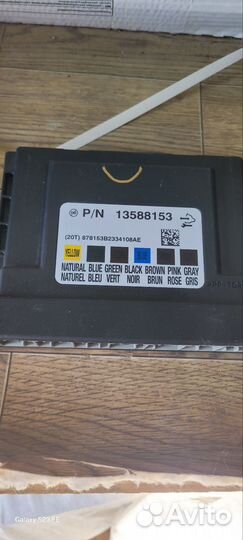 P/N 13588153
(20T) 878153B2334108AE
YELLOW
NATURAL BLUE GREEN BLACK BROWN PINK GRAY
NATUREL BLEU VERT NOIR BRUN ROSE GRIS
Galaxy S23 FE
Avito